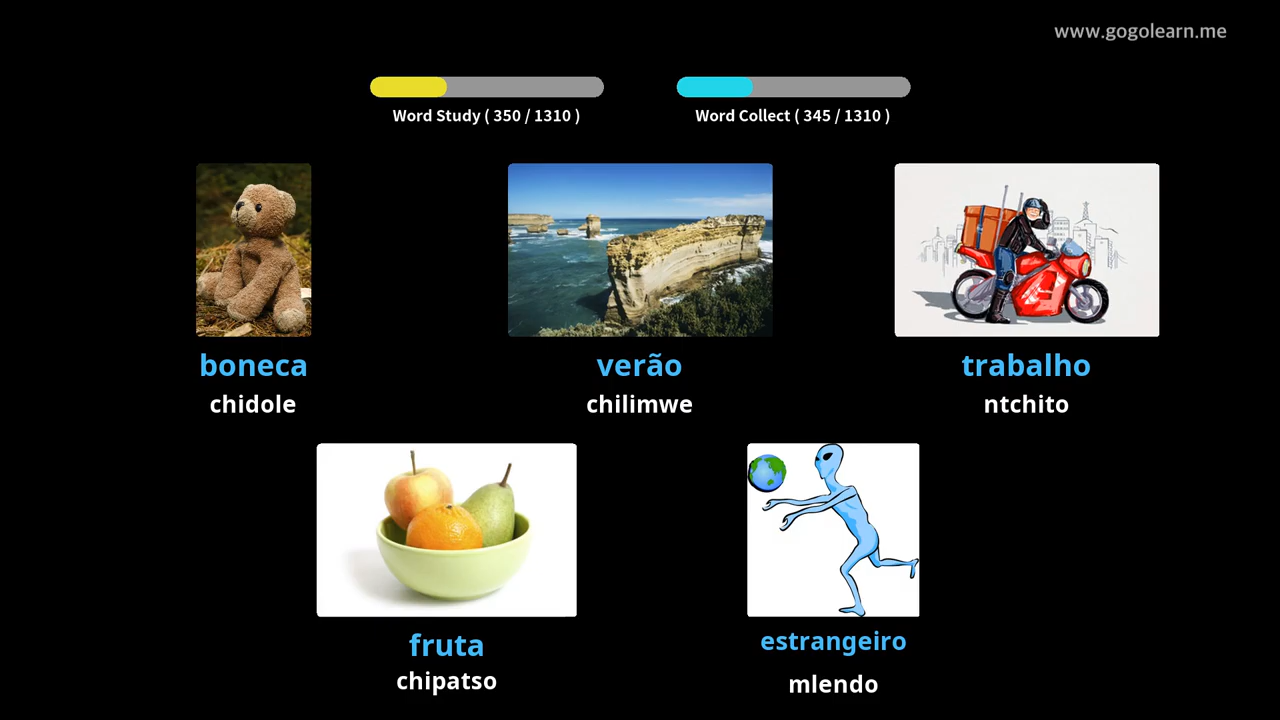 www.gogolearn.me
Word Study ( 350 / 1310 )
Word Collect ( 345 / 1310 )
boneca
chidole
verão
chilimwe
trabalho
ntchito
fruta
chipatso
estrangeiro
mlendo